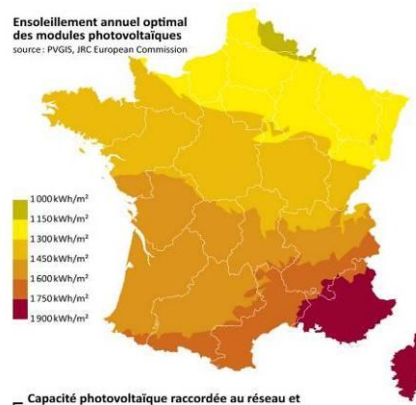 Ensoleillement annuel optimal
des modules photovoltaïques
source : PVGIS, JRC European Commission
1 000 kWh/m²
1 150 kWh/m²
1 300 kWh/m²
1 450 kWh/m²
1 600 kWh/m²
1 750 kWh/m²
1 900 kWh/m²
Capacité photovoltaïque raccordée au réseau et